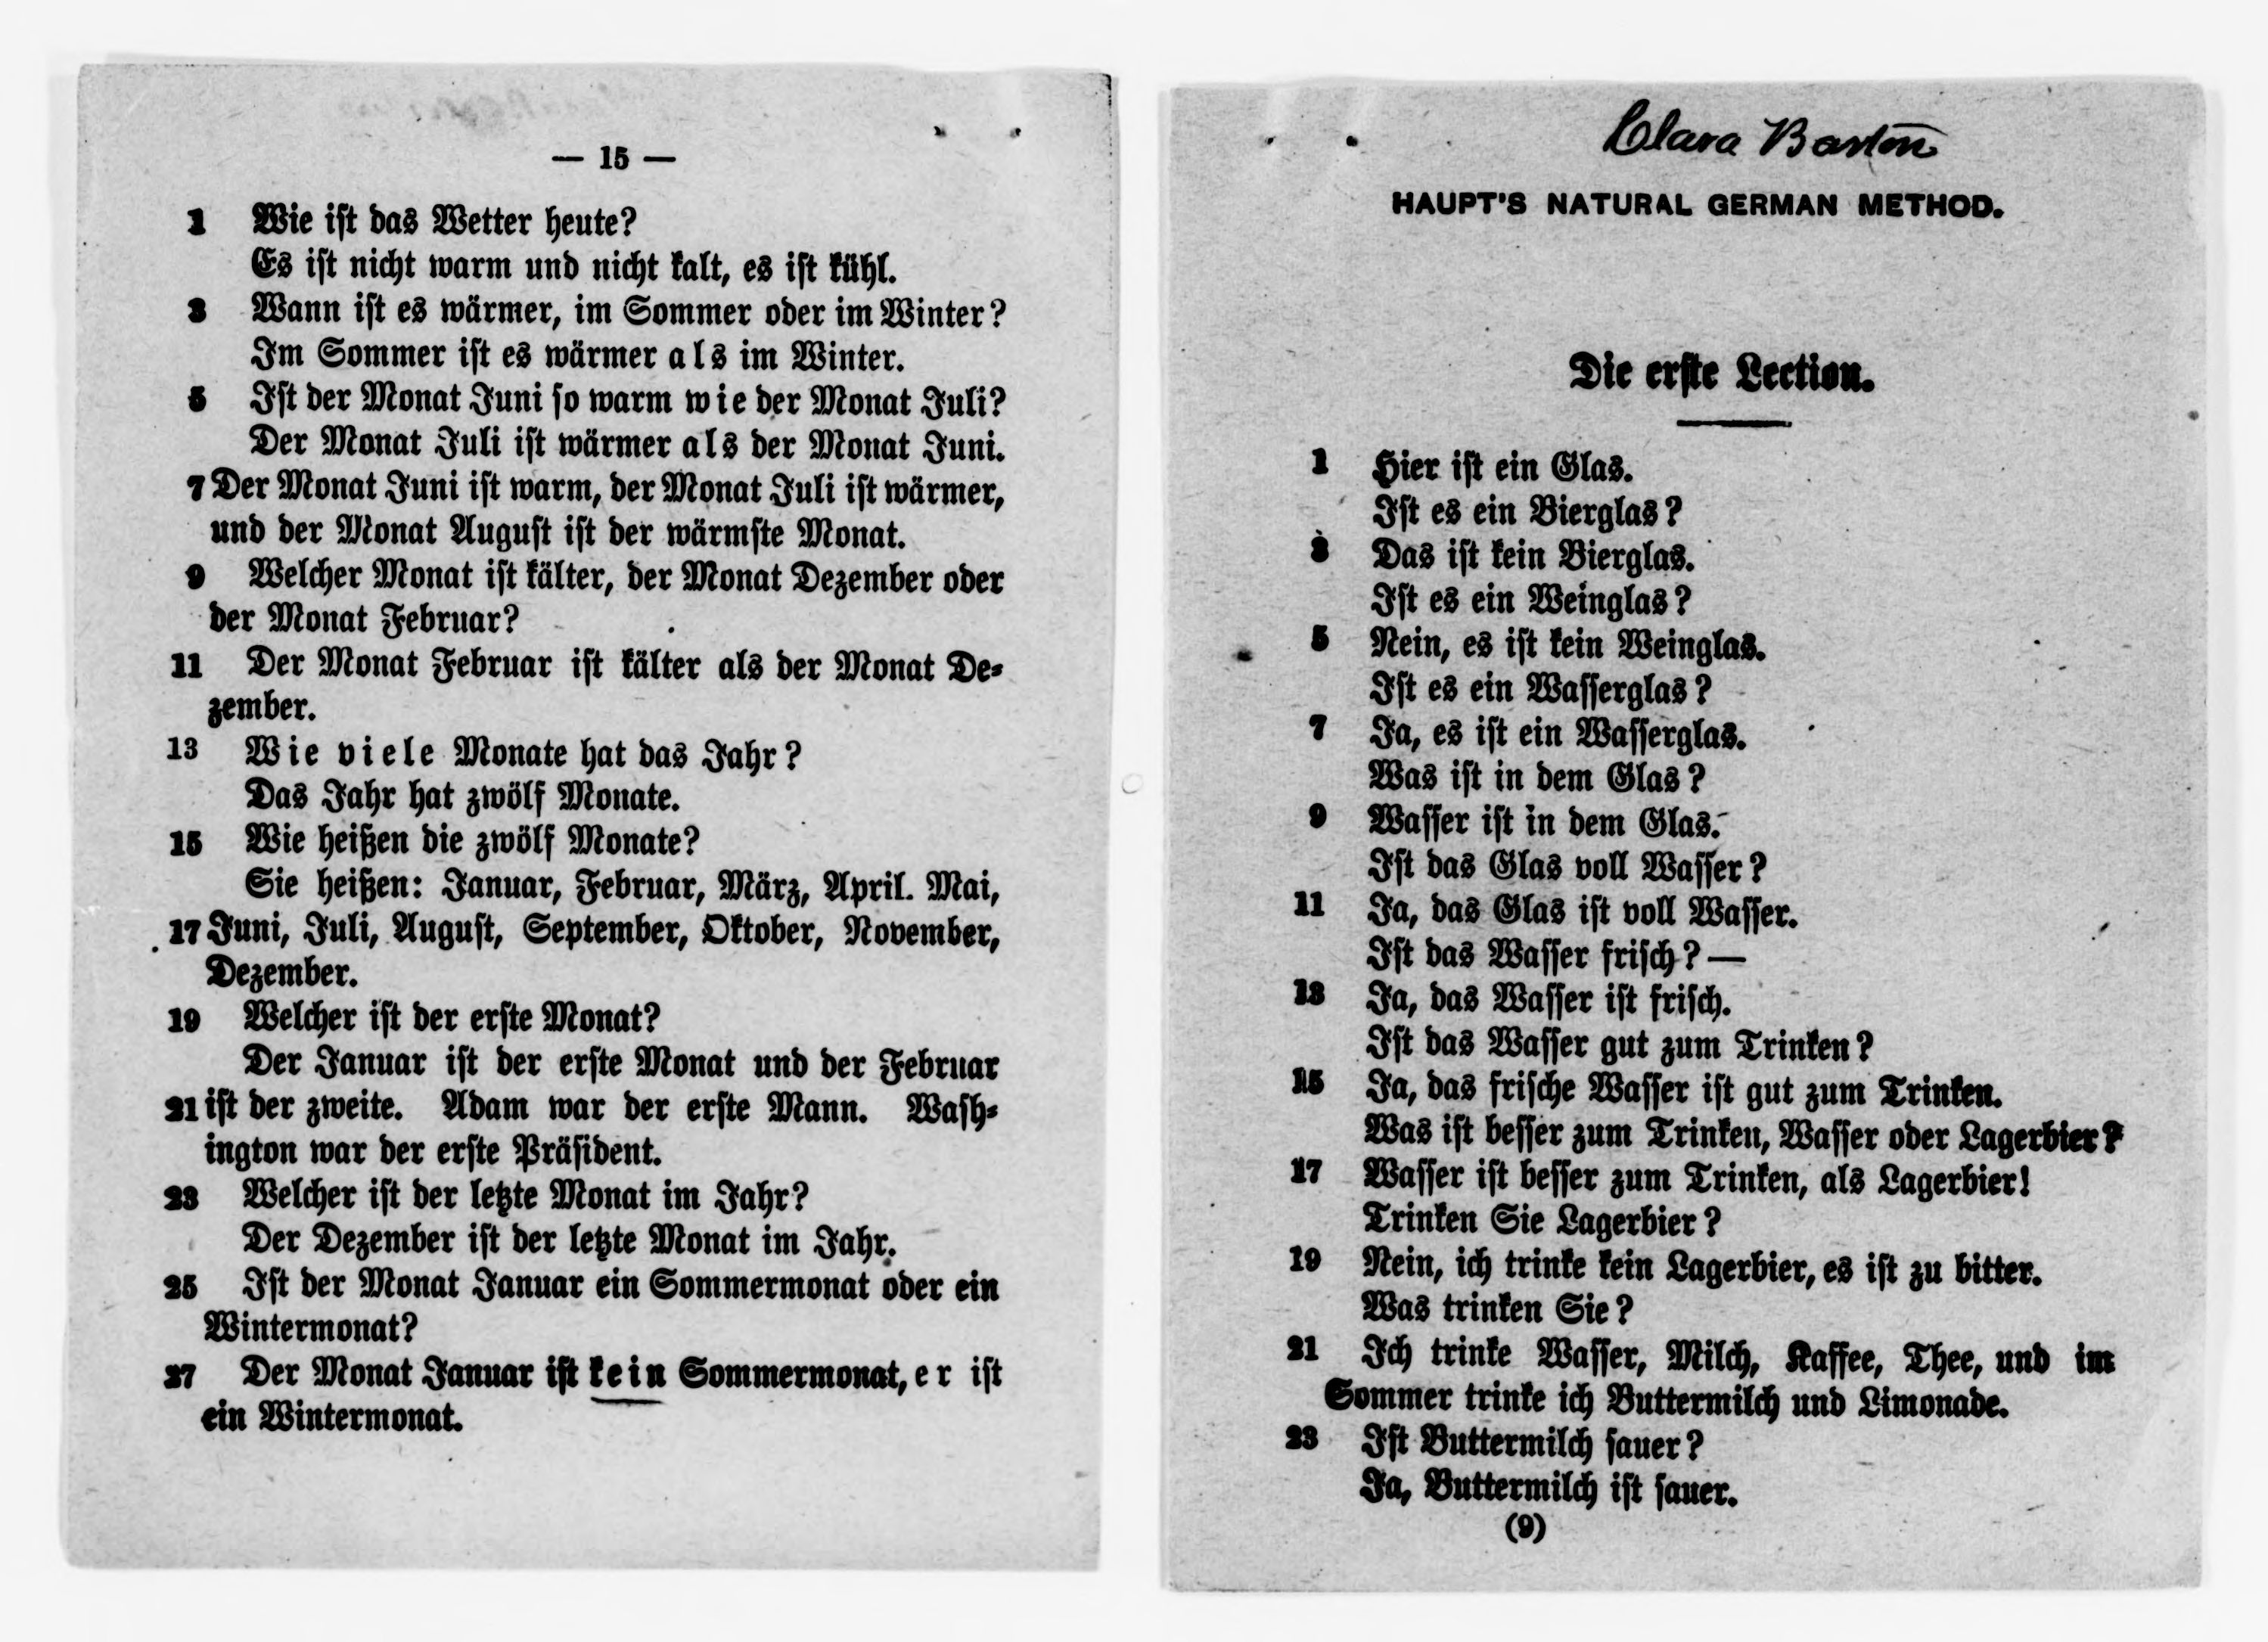 — 15 —
1 Wie ist das Wetter heute?
Es ist nicht warm und nicht kalt, es ist kühl.
3 Wann ist es wärmer, im Sommer oder im Winter?
Im Sommer ist es wärmer als im Winter.
5 Ist der Monat Juni so warm wie der Monat Juli?
Der Monat Juli ist wärmer als der Monat Juni.
7 Der Monat Juni ist warm, der Monat Juli ist wärmer,
und der Monat August ist der wärmste Monat.
9 Welcher Monat ist kälter, der Monat Dezember oder
der Monat Februar?
11 Der Monat Februar ist kälter als der Monat De-
zember.
13 Wie viele Monate hat das Jahr?
Das Jahr hat zwölf Monate.
15 Wie heißen die zwölf Monate?
Sie heißen: Januar, Februar, März, April. Mai,
17 Juni, Juli, August, September, Oktober, November,
Dezember.
19 Welcher ist der erste Monat?
Der Januar ist der erste Monat und der Februar
21 ist der zweite. Adam war der erste Mann. Wash-
ington war der erste Präsident.
23 Welcher ist der letzte Monat im Jahr?
Der Dezember ist der letzte Monat im Jahr.
25 Ist der Monat Januar ein Sommermonat oder ein
Wintermonat?
27 Der Monat Januar ist kein Sommermonat, er ist
ein Wintermonat.
Clara Barton
HAUPT'S NATURAL GERMAN METHOD.
Die erste Lection.
1 Hier ist ein Glas.
Ist es ein Bierglas?
3 Das ist kein Bierglas.
Ist es ein Weinglas?
5 Nein, es ist kein Weinglas.
Ist es ein Wasserglas?
7 Ja, es ist ein Wasserglas.
Was ist in dem Glas?
9 Wasser ist in dem Glas.
Ist das Glas voll Wasser?
11 Ja, das Glas ist voll Wasser.
Ist das Wasser frisch? —
13 Ja, das Wasser ist frisch.
Ist das Wasser gut zum Trinken?
15 Ja, das frische Wasser ist gut zum Trinken.
Was ist besser zum Trinken, Wasser oder Lagerbier?
17 Wasser ist besser zum Trinken, als Lagerbier!
Trinken Sie Lagerbier?
19 Nein, ich trinke kein Lagerbier, es ist zu bitter.
Was trinken Sie?
21 Ich trinke Wasser, Milch, Kaffee, Thee, und im
Sommer trinke ich Buttermilch und Limonade.
23 Ist Buttermilch sauer?
Ja, Buttermilch ist sauer.
(9)